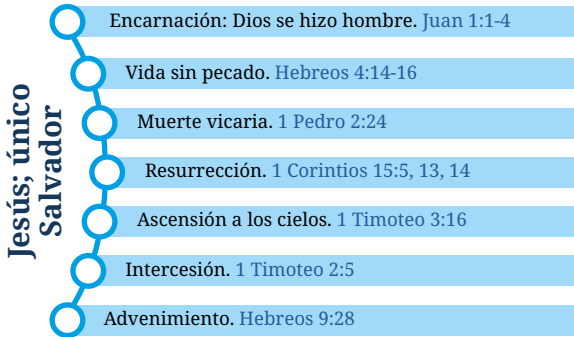 Jesús; único
Salvador
Encarnación: Dios se hizo hombre. Juan 1:1-4
Vida sin pecado. Hebreos 4:14-16
Muerte vicaria. 1 Pedro 2:24
Resurrección. 1 Corintios 15:5, 13, 14
Ascensión a los cielos. 1 Timoteo 3:16
Intercesión. 1 Timoteo 2:5
Advenimiento. Hebreos 9:28